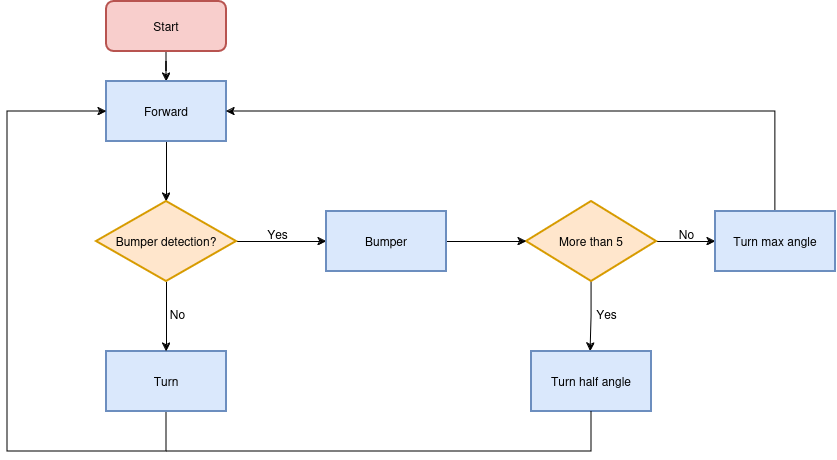 Start
Forward
Bumper detection?
Yes
Bumper
More than 5
No
Turn max angle
No
Yes
Turn
Turn half angle